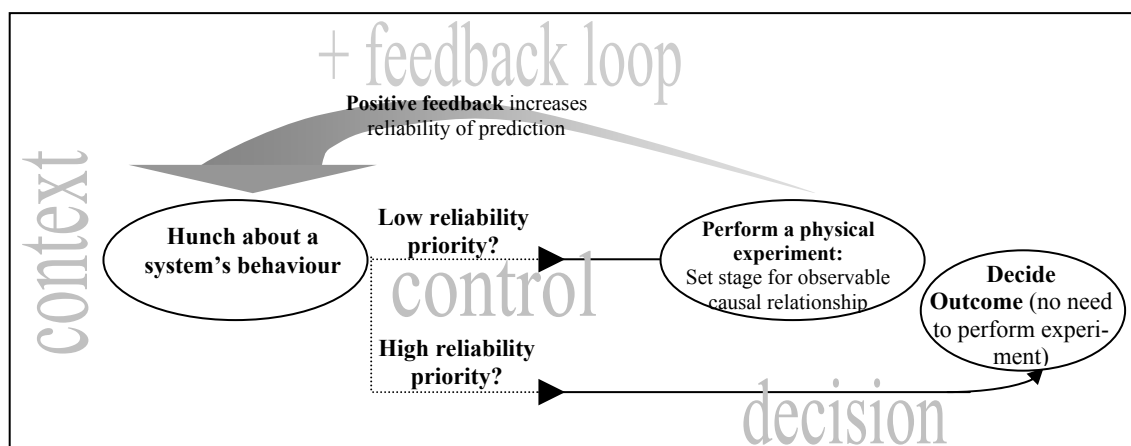 + feedback loop
Positive feedback increases
reliability of prediction
context
Hunch about a
system's behaviour
Low reliability
priority?
control
Perform a physical
experiment:
Set stage for observable
causal relationship
Decide
Outcome (no need
to perform experi-
ment)
High reliability
priority?
decision